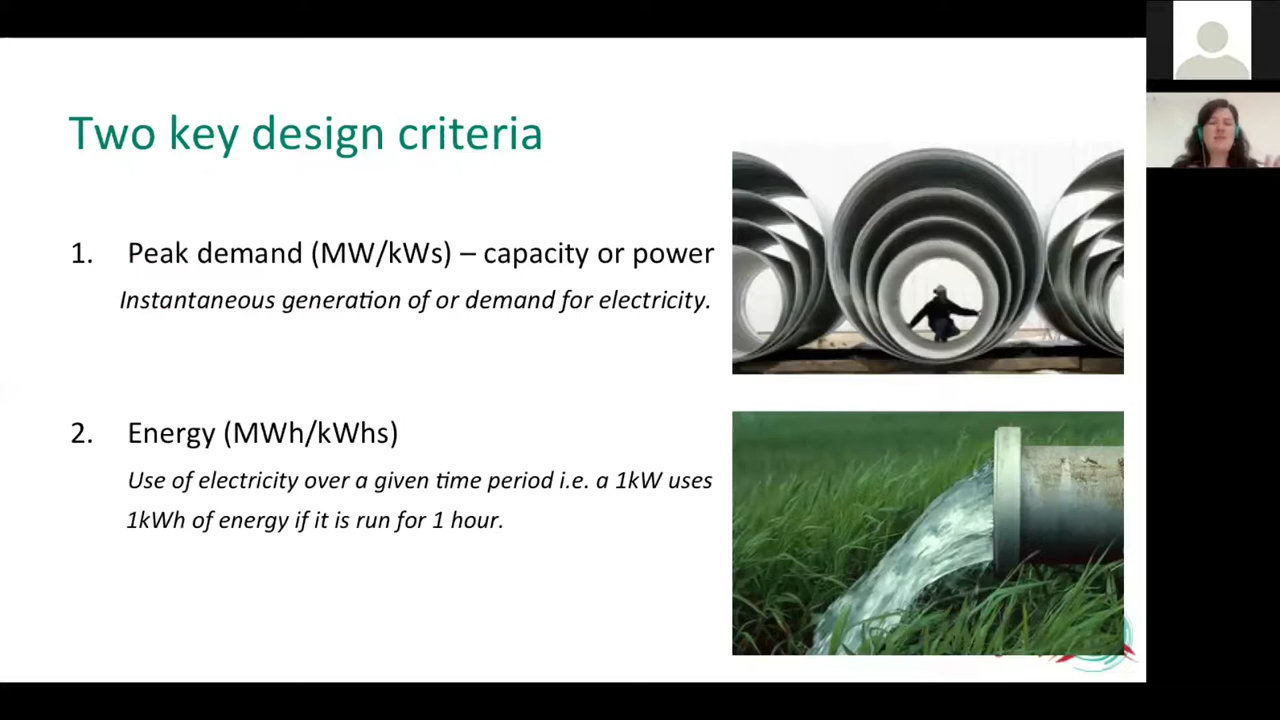 Two key design criteria
1. Peak demand (MW/kWs) – capacity or power
Instantaneous generation of or demand for electricity.
2. Energy (MWh/kWhs)
Use of electricity over a given time period i.e. a 1kW uses
1kWh of energy if it is run for 1 hour.